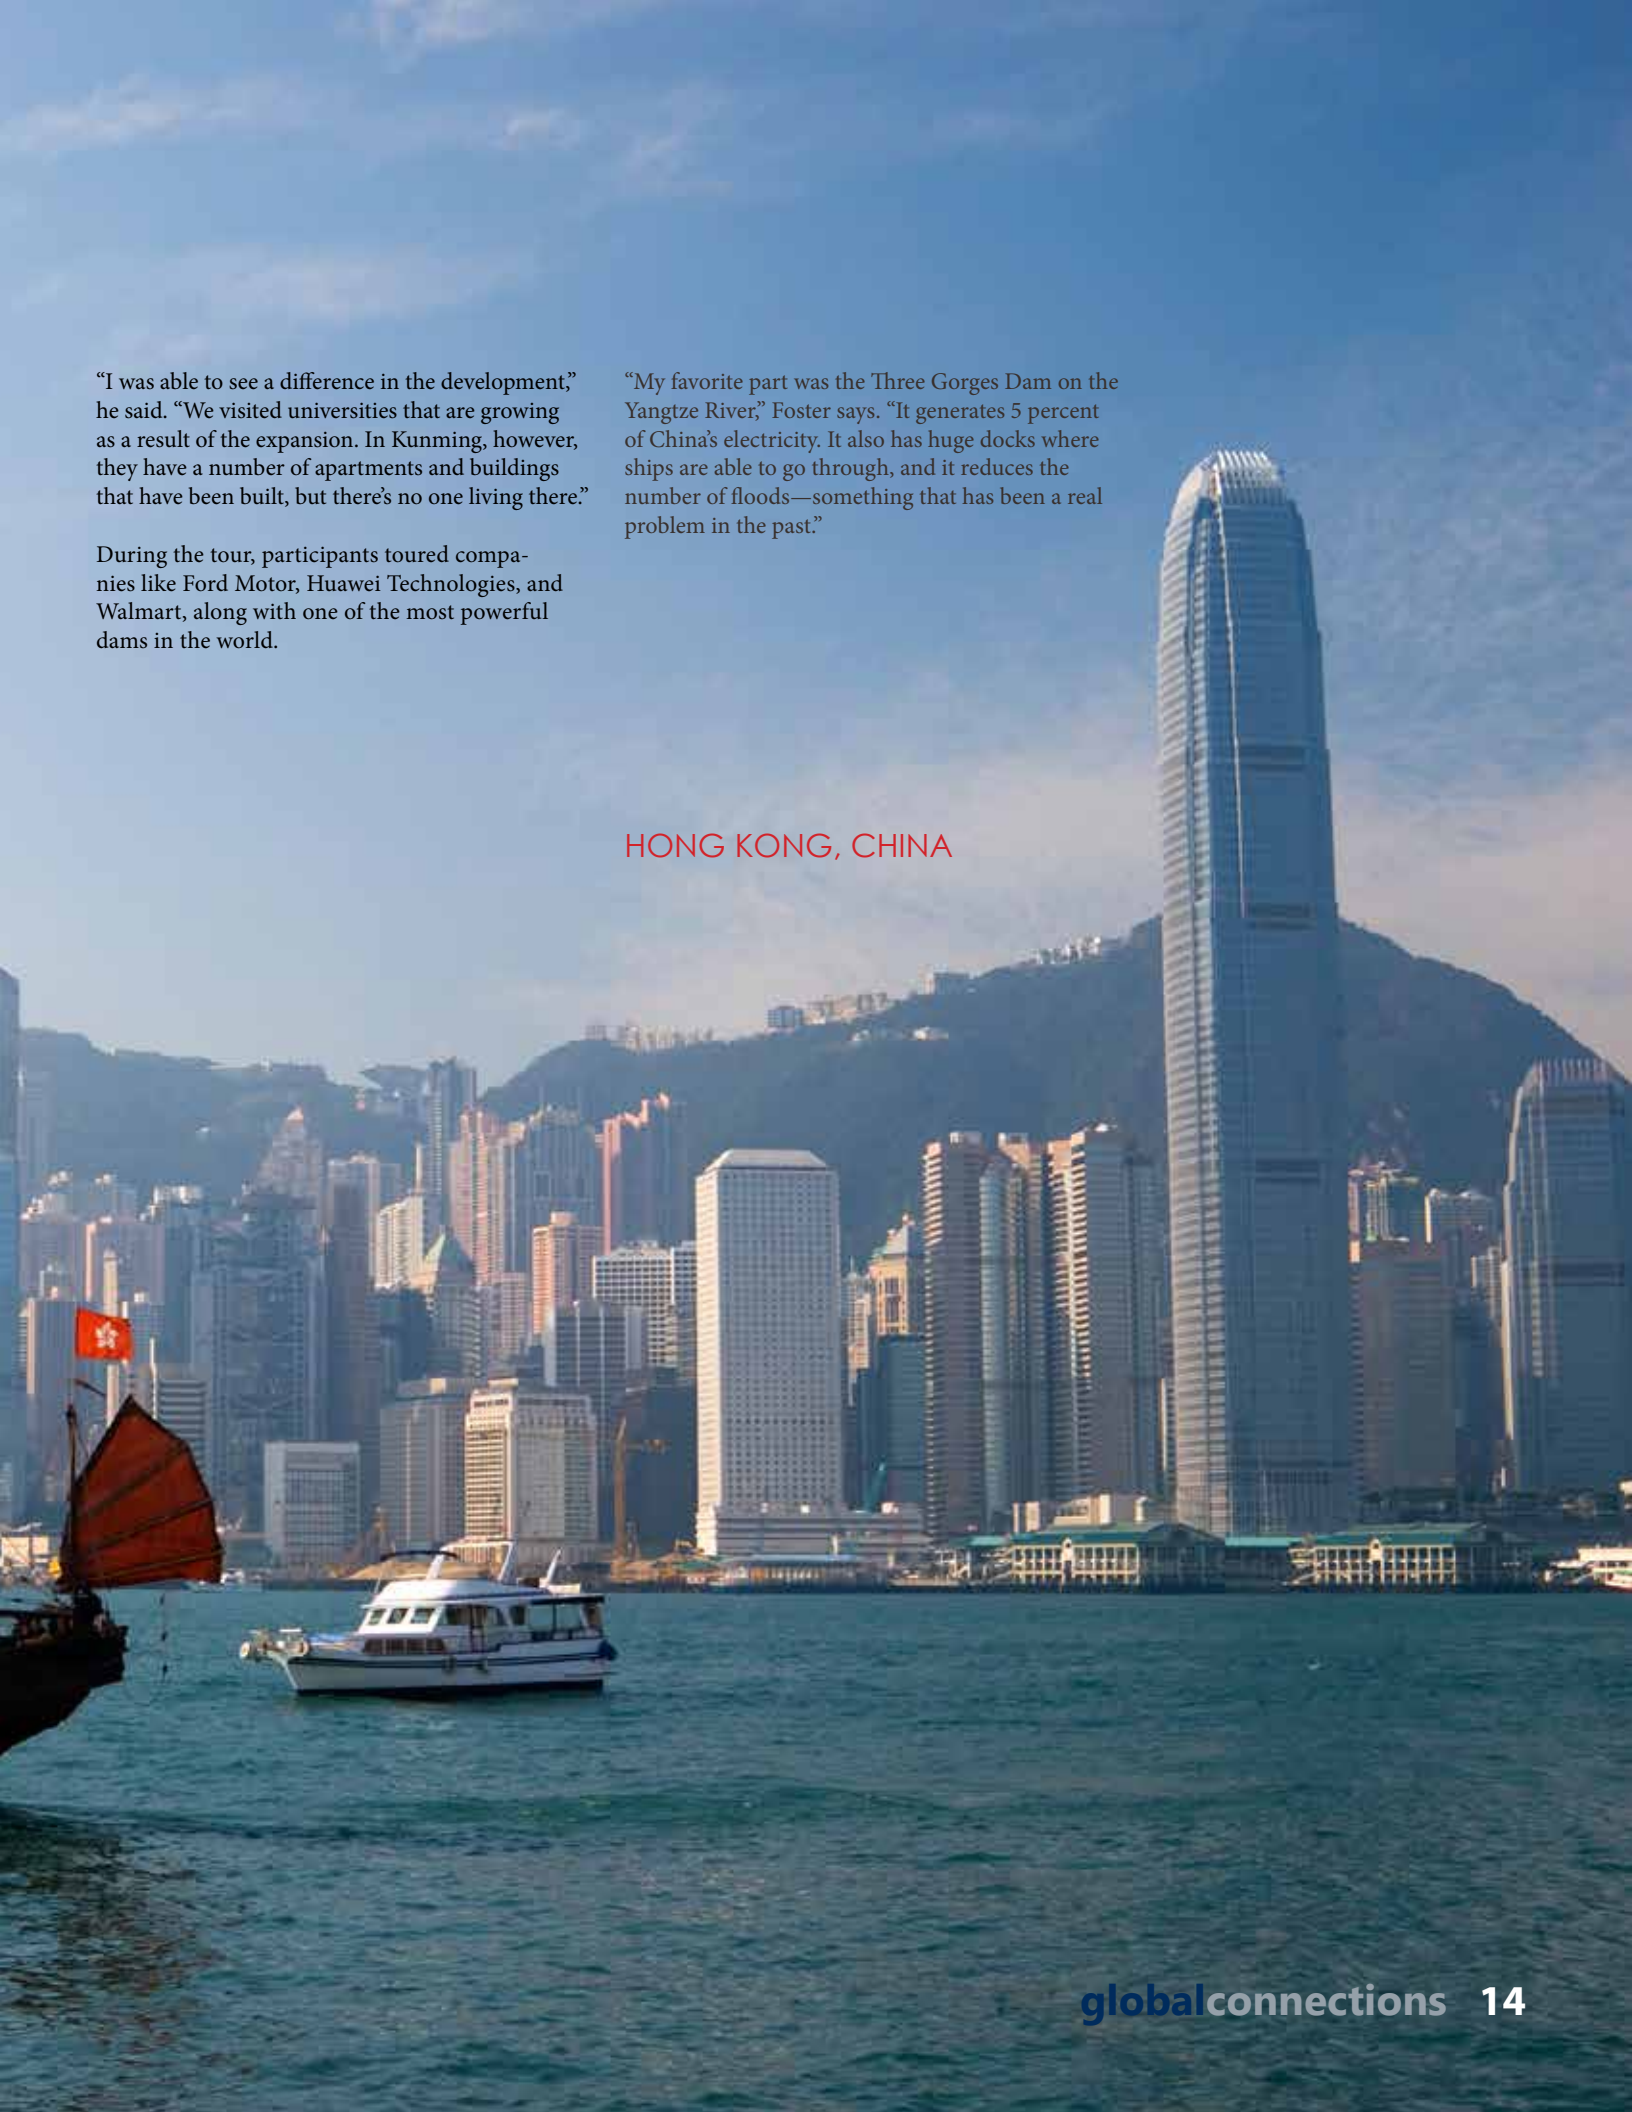 “I was able to see a difference in the development,”
he said. “We visited universities that are growing
as a result of the expansion. In Kunming, however,
they have a number of apartments and buildings
that have been built, but there’s no one living there.”
During the tour, participants toured compa-
nies like Ford Motor, Huawei Technologies, and
Walmart, along with one of the most powerful
dams in the world.
“My favorite part was the Three Gorges Dam on the
Yangtze River,” Foster says. “It generates 5 percent
of China’s electricity. It also has huge docks where
ships are able to go through, and it reduces the
number of floods—something that has been a real
problem in the past.”
HONG KONG, CHINA
globalconnections 14